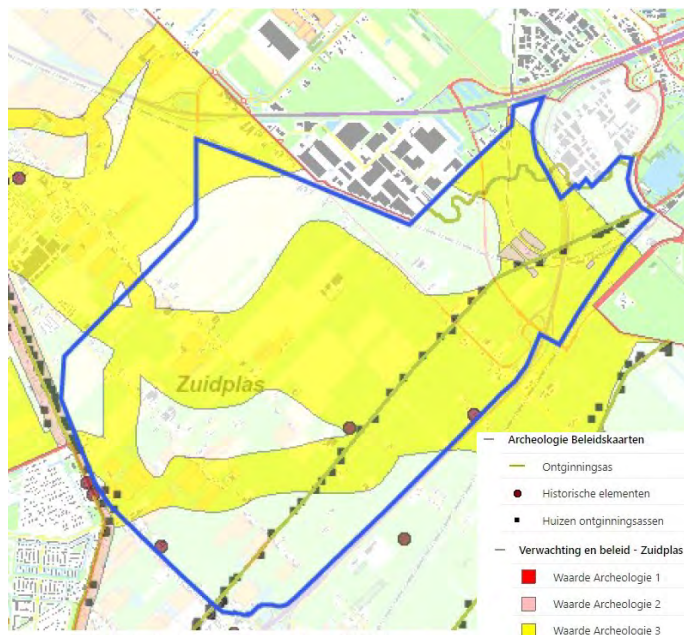 Zuidplas
Archeologie Beleidskaarten
Ontginningsas
Historische elementen
Huizen ontginningsassen
Verwachting en beleid - Zuidplas
Waarde Archeologie 1
Waarde Archeologie 2
Waarde Archeologie 3